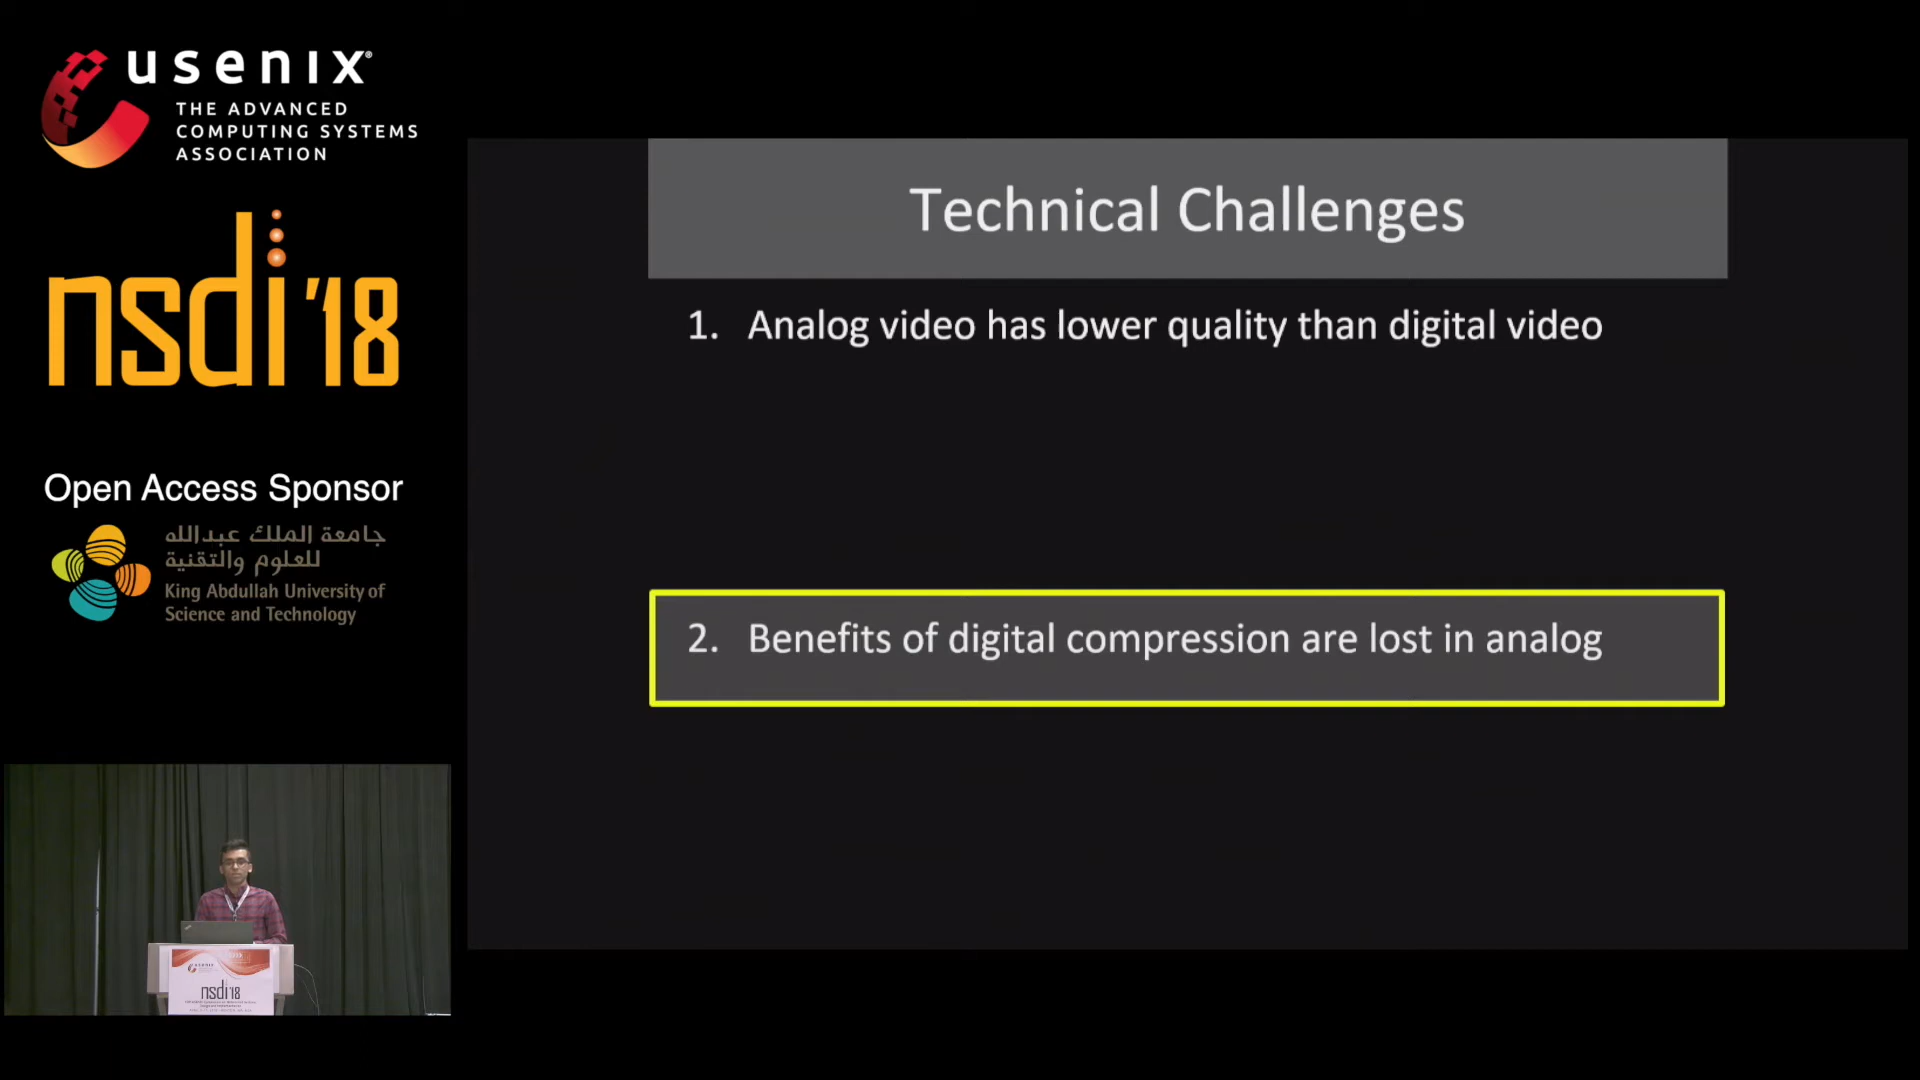 usenix®
THE ADVANCED
COMPUTING SYSTEMS
ASSOCIATION
nsdi '18
Open Access Sponsor
جامعة الملك عبدالله
للعلوم والتقنية
King Abdullah University of
Science and Technology
Technical Challenges
1. Analog video has lower quality than digital video
2. Benefits of digital compression are lost in analog
usenix
nsdi'18